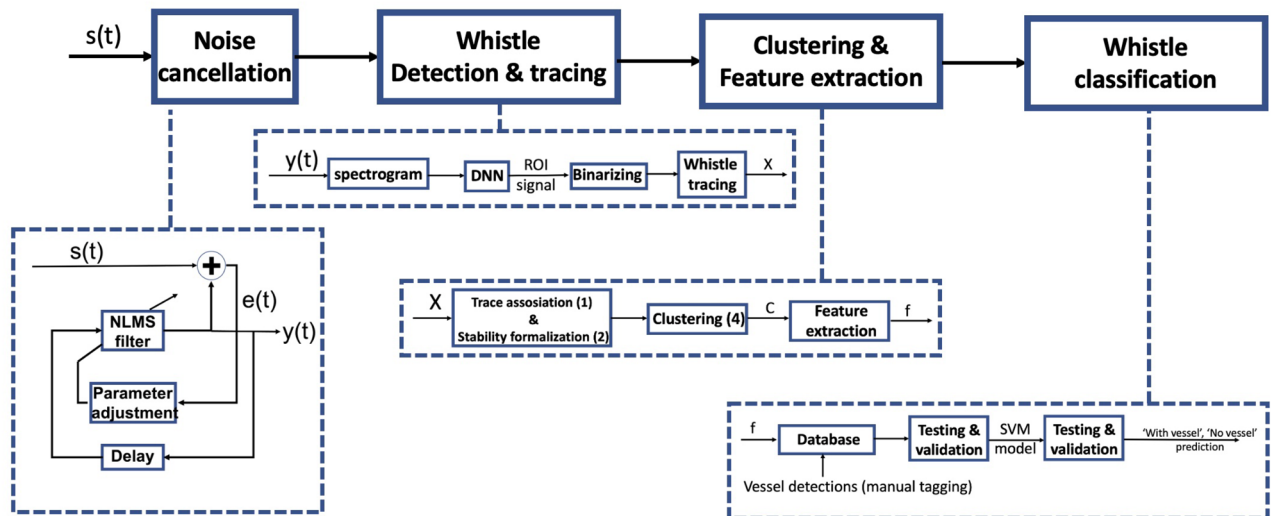 s(t)
Noise
cancellation
Whistle
Detection & tracing
Clustering &
Feature extraction
Whistle
classification
y(t)
spectrogram
DNN
ROI
signal
Binarizing
Whistle
tracing
X
s(t)
+
e(t)
NLMS
filter
y(t)
Parameter
adjustment
Delay
X
Trace assosiation (1)
&
Stability formalization (2)
Clustering (4)
C
Feature
extraction
f
f
Database
Testing &
validation
SVM
model
Testing &
validation
'With vessel', 'No vessel'
prediction
Vessel detections (manual tagging)